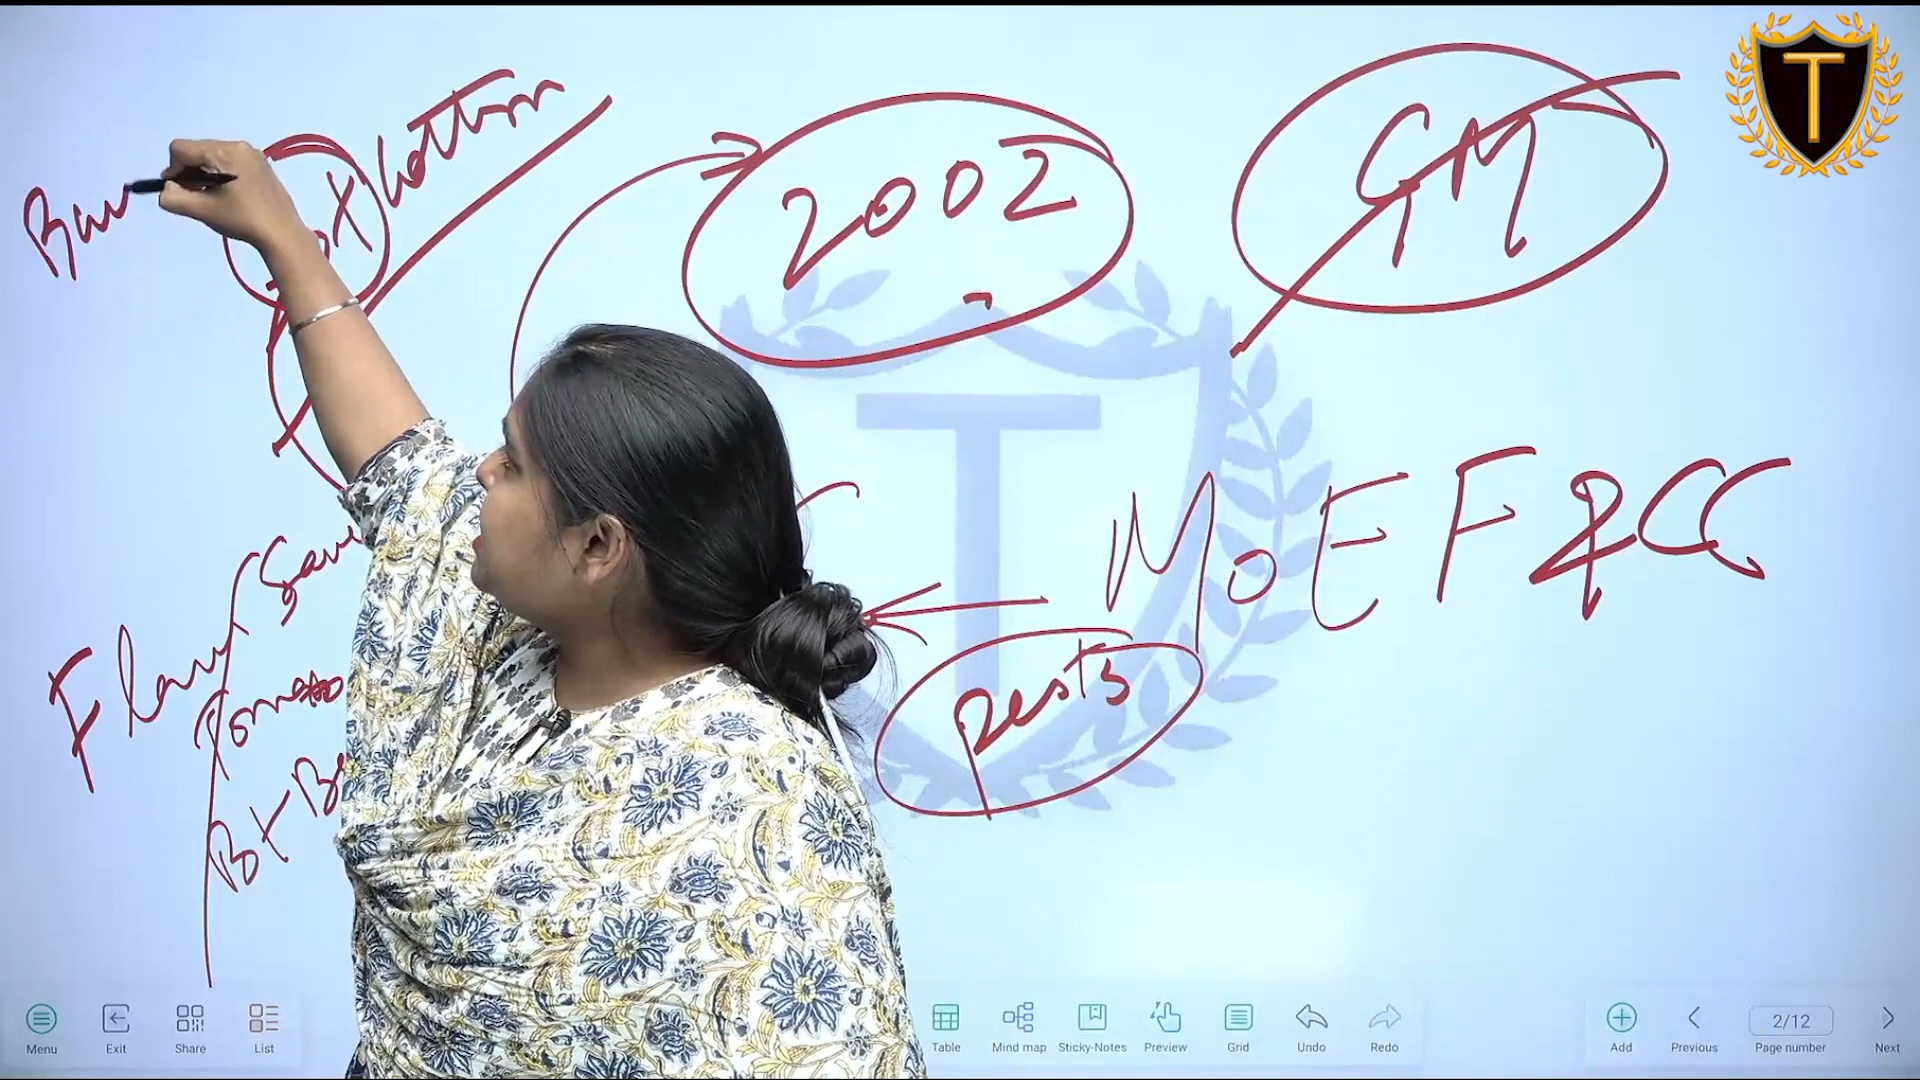 T
Cotton
2002
GM
T
MoEF&CC
pests
Flavr Savr
Tomato
Bt
Menu
Exit
Share
List
Table
Mind map
Sticky-Notes
Preview
Grid
Undo
Redo
Add
Previous
2/12
Page number
Next